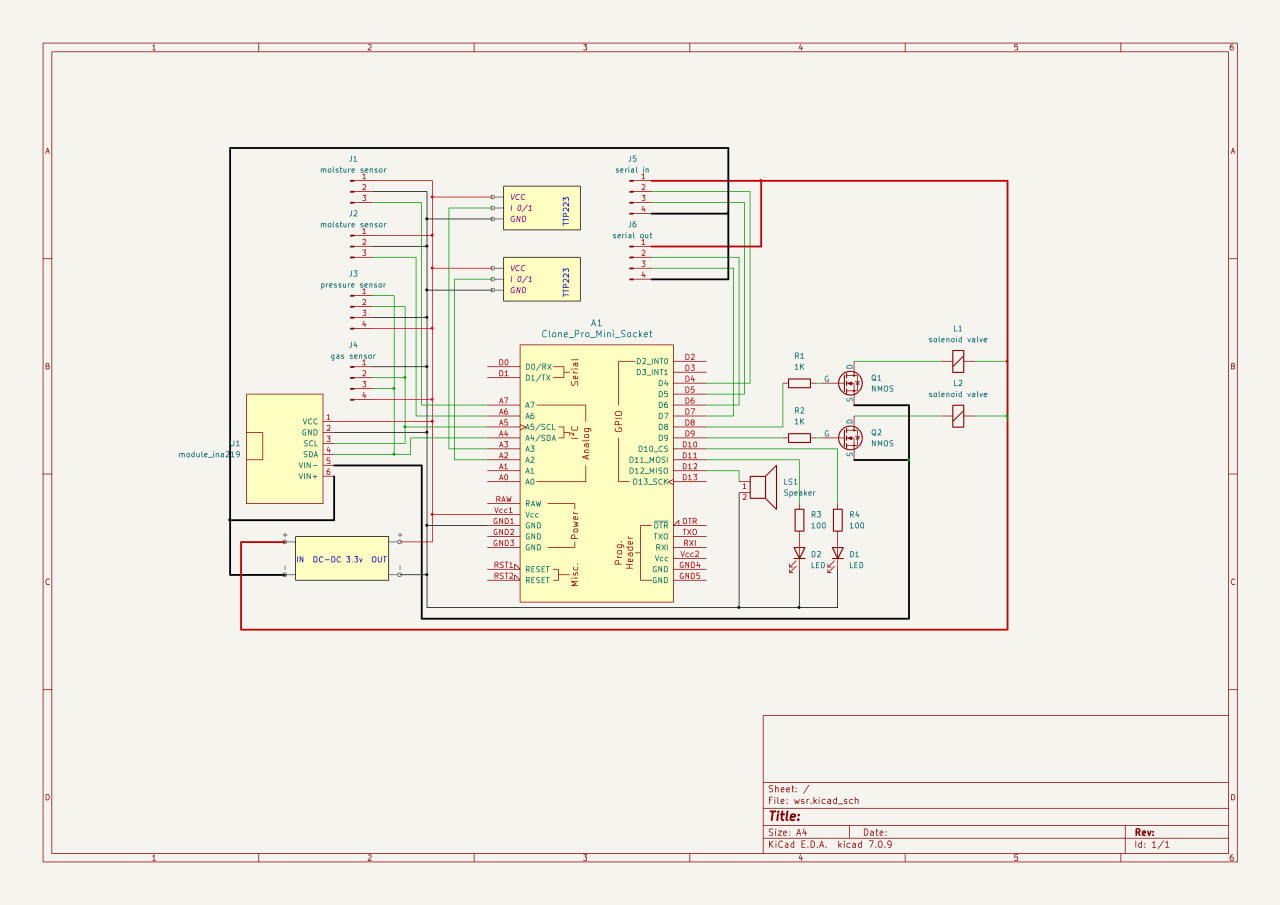 1 2 3 4 5 6
A A
B B
C C
D D
1 2 3 4 5 6
J1
molsture sensor
1
2
3
J2
molsture sensor
1
2
3
J3
pressure sensor
1
2
3
4
J4
gas sensor
1
2
3
4
VCC
I 0/1
GND
TTP223
VCC
I 0/1
GND
TTP223
J5
serial in
1
2
3
4
J6
serial out
1
2
3
4
U1
module_ina219
VCC 1
GND 2
SCL 3
SDA 4
VIN- 5
VIN+ 6
+ +
IN DC-DC 3.3v OUT
- -
A1
Clone_Pro_Mini_Socket
D0 D0/RX
D1 D1/TX
Serial
A7 A7
A6 A6
A5 A5/SCL
A4 A4/SDA
A3 A3
A2 A2
A1 A1
A0 A0
I²C
Analog
RAW RAW
Vcc1 Vcc
GND1 GND
GND2 GND
GND3 GND
Power
RST1 RESET
RST2 RESET
Misc.
GPIO
D2_INT0 D2
D3_INT1 D3
D4 D4
D5 D5
D6 D6
D7 D7
D8 D8
D9 D9
D10_CS D10
D11_MOSI D11
D12_MISO D12
D13_SCK D13
Prog.
Header
DTR DTR
TXO TXO
RXI RXI
Vcc Vcc2
GND GND4
GND GND5
R1
1K
G D S
Q1
NMOS
R2
1K
G D S
Q2
NMOS
L1
solenoid valve
L2
solenoid valve
LS1
Speaker
1
2
R3
100
R4
100
D2
LED
D1
LED
Sheet: /
File: wsr.kicad_sch
Title:
Size: A4 Date: Rev:
KiCad E.D.A. kicad 7.0.9 Id: 1/1